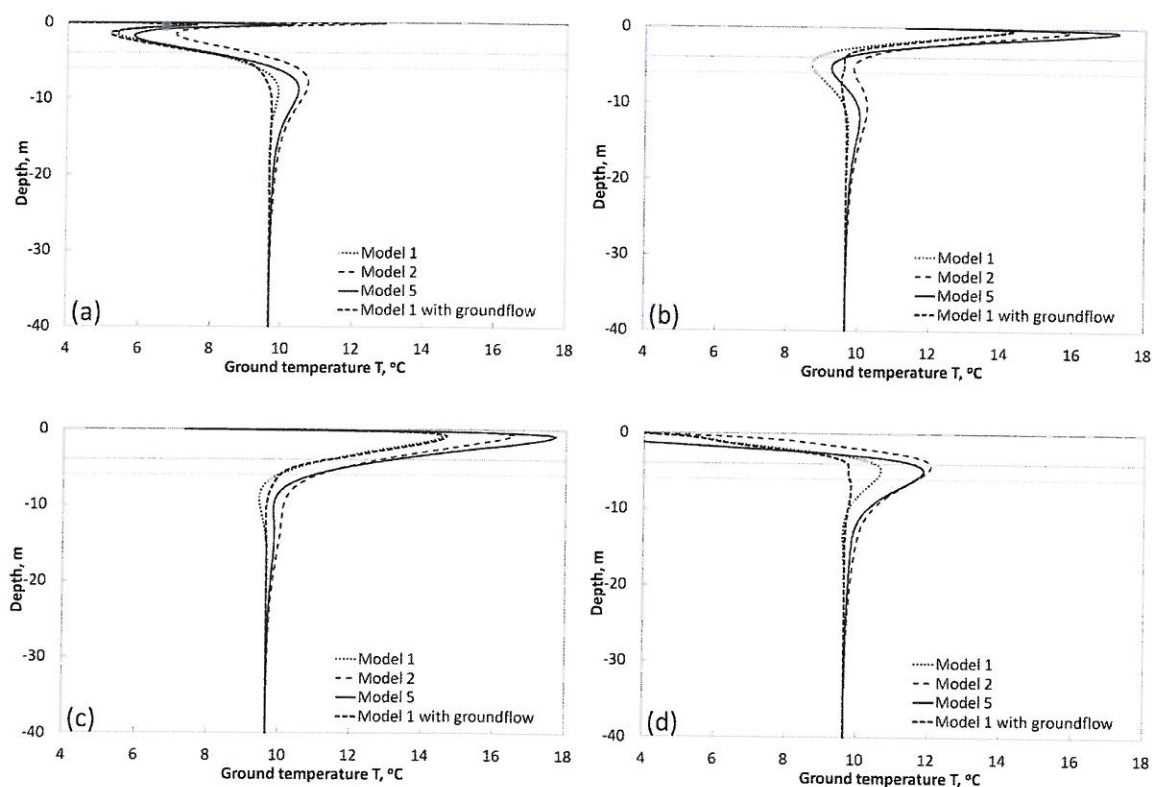 0
-10
-20
-30
-40
Depth, m
Model 1
Model 2
Model 5
Model 1 with groundflow
(a)
4 6 8 10 12 14 16 18
Ground temperature T, °C
0
-10
-20
-30
-40
Depth, m
Model 1
Model 2
Model 5
Model 1 with groundflow
(b)
4 6 8 10 12 14 16 18
Ground temperature T, °C
0
-10
-20
-30
-40
Depth, m
Model 1
Model 2
Model 5
Model 1 with groundflow
(c)
4 6 8 10 12 14 16 18
Ground temperature T, °C
0
-10
-20
-30
-40
Depth, m
Model 1
Model 2
Model 5
Model 1 with groundflow
(d)
4 6 8 10 12 14 16 18
Ground temperature T, °C